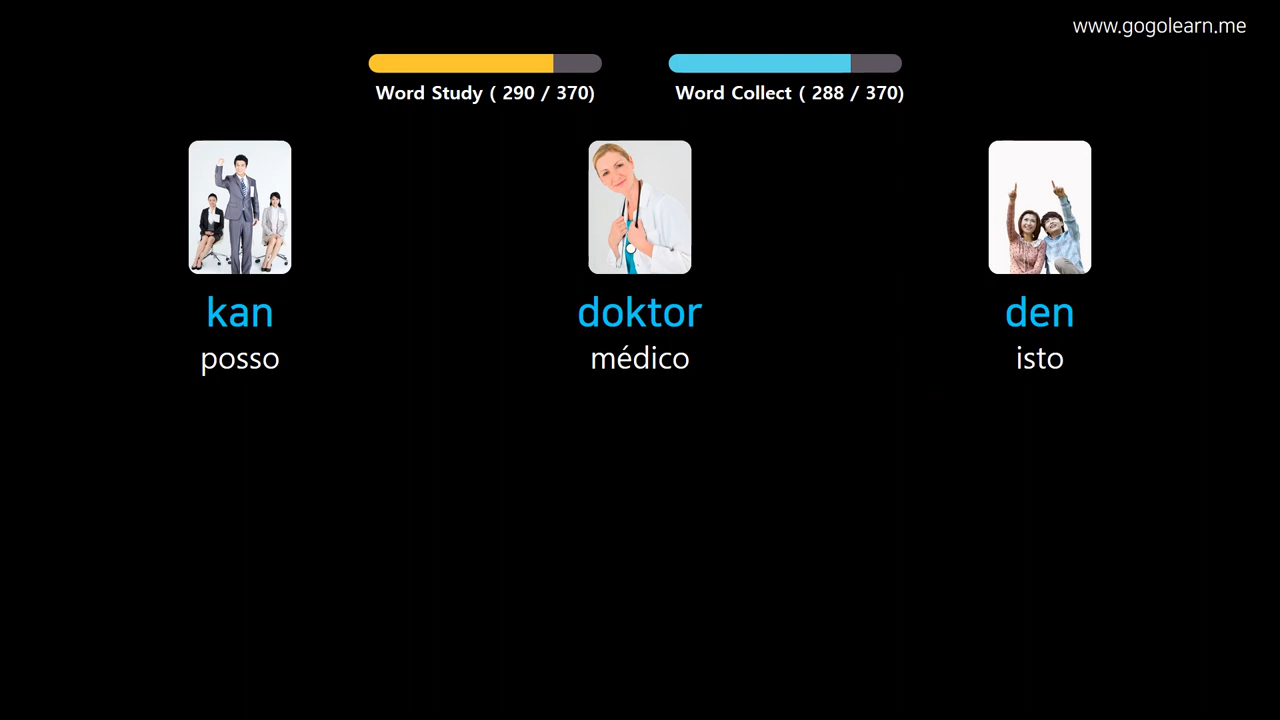 www.gogolearn.me
Word Study ( 290 / 370)
Word Collect ( 288 / 370)
kan
doktor
den
posso
médico
isto